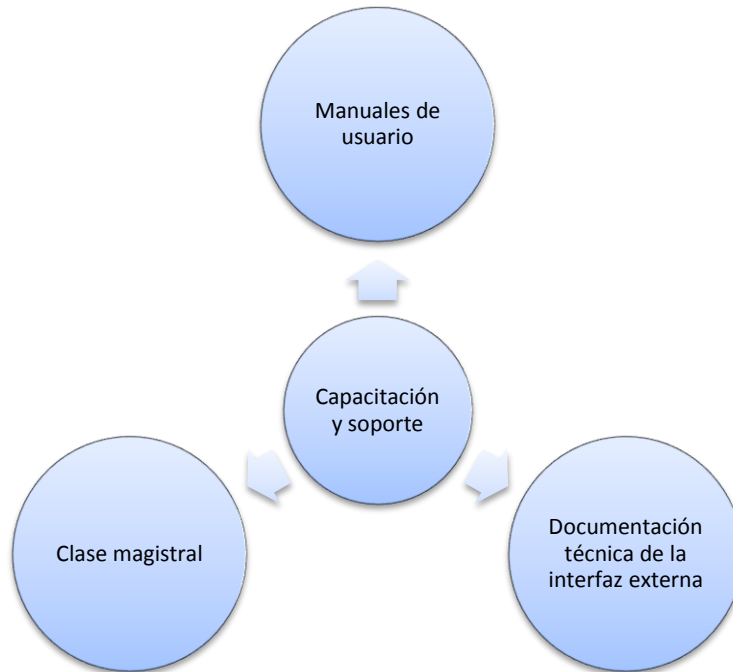 Manuales de
usuario
Capacitación
y soporte
Clase magistral
Documentación
técnica de la
interfaz externa